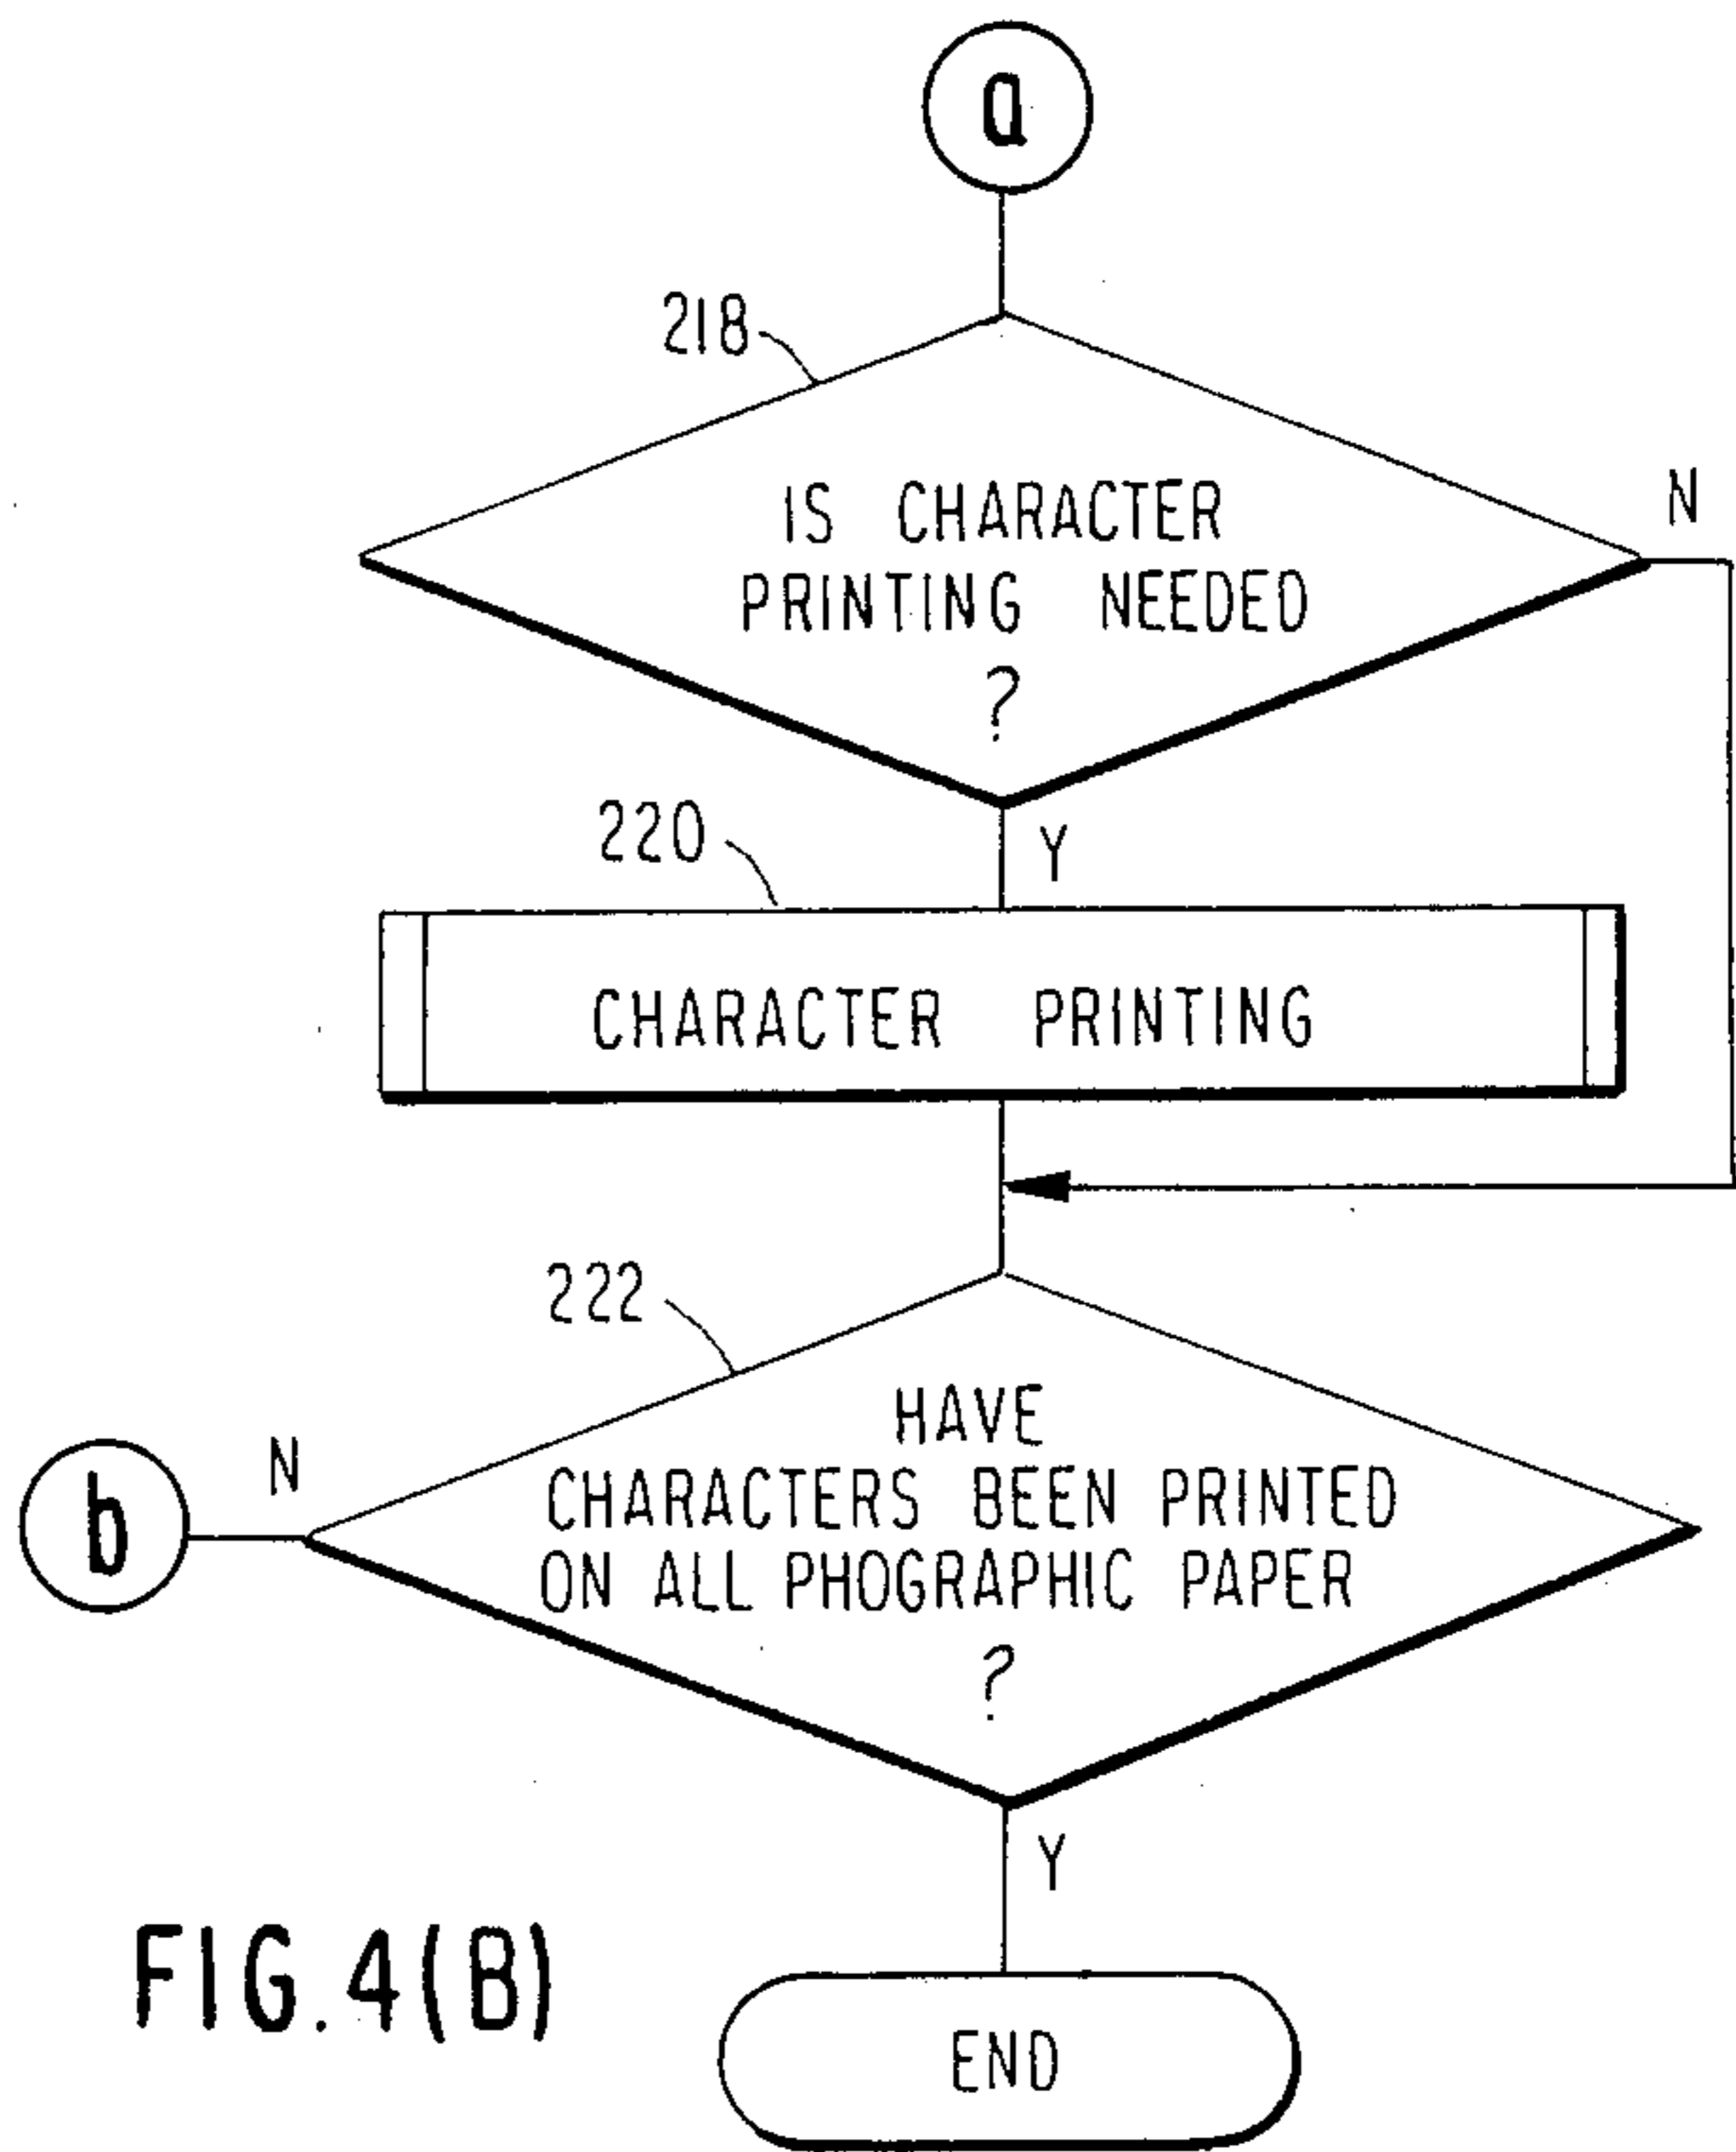 a
218
IS CHARACTER
PRINTING NEEDED
?
N
Y
220
CHARACTER PRINTING
222
HAVE
CHARACTERS BEEN PRINTED
ON ALL PHOGRAPHIC PAPER
?
N
b
Y
END
FIG.4(B)